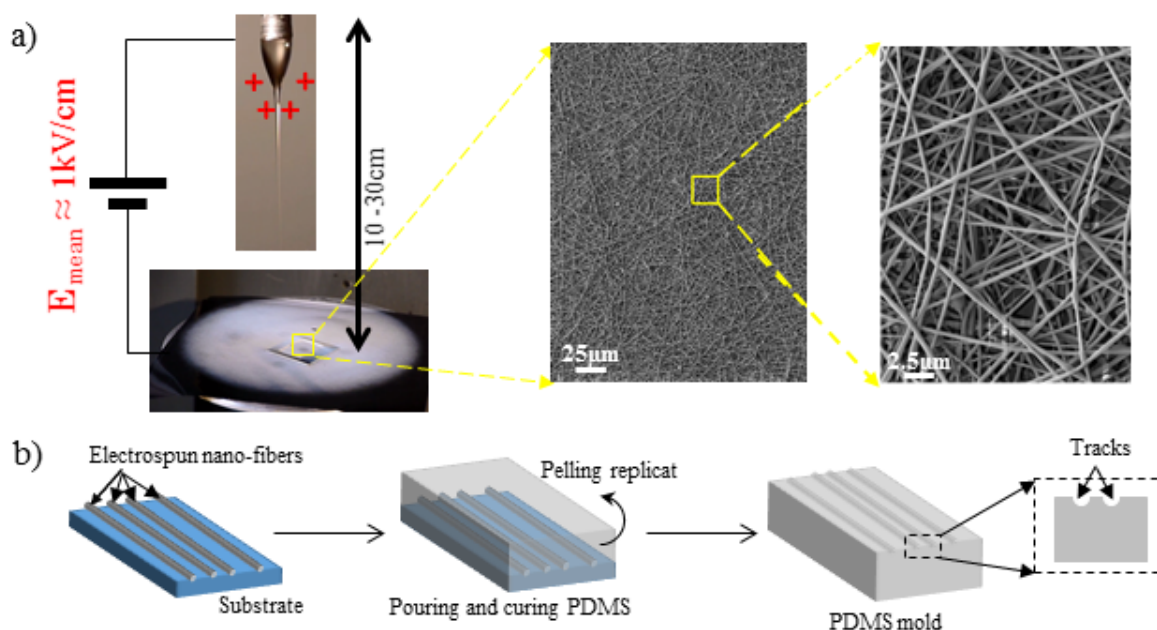 a)
+ +
+ +
E mean ≈ 1kV/cm
10 -30cm
25μm
2.5μm
b)
Electrospun nano-fibers
Substrate
Pelling replicat
Pouring and curing PDMS
Tracks
PDMS mold